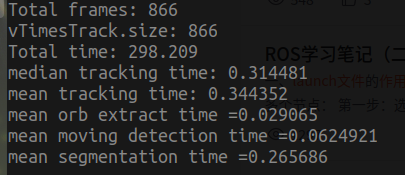 Total frames: 866
vTimesTrack.size: 866
Total time: 298.209
median tracking time: 0.314481
mean tracking time: 0.344352
mean orb extract time =0.029065
mean moving detection time =0.0624921
mean segmentation time =0.265686
ROS学习笔记（二
launch文件的作用
节点： 第一步：选